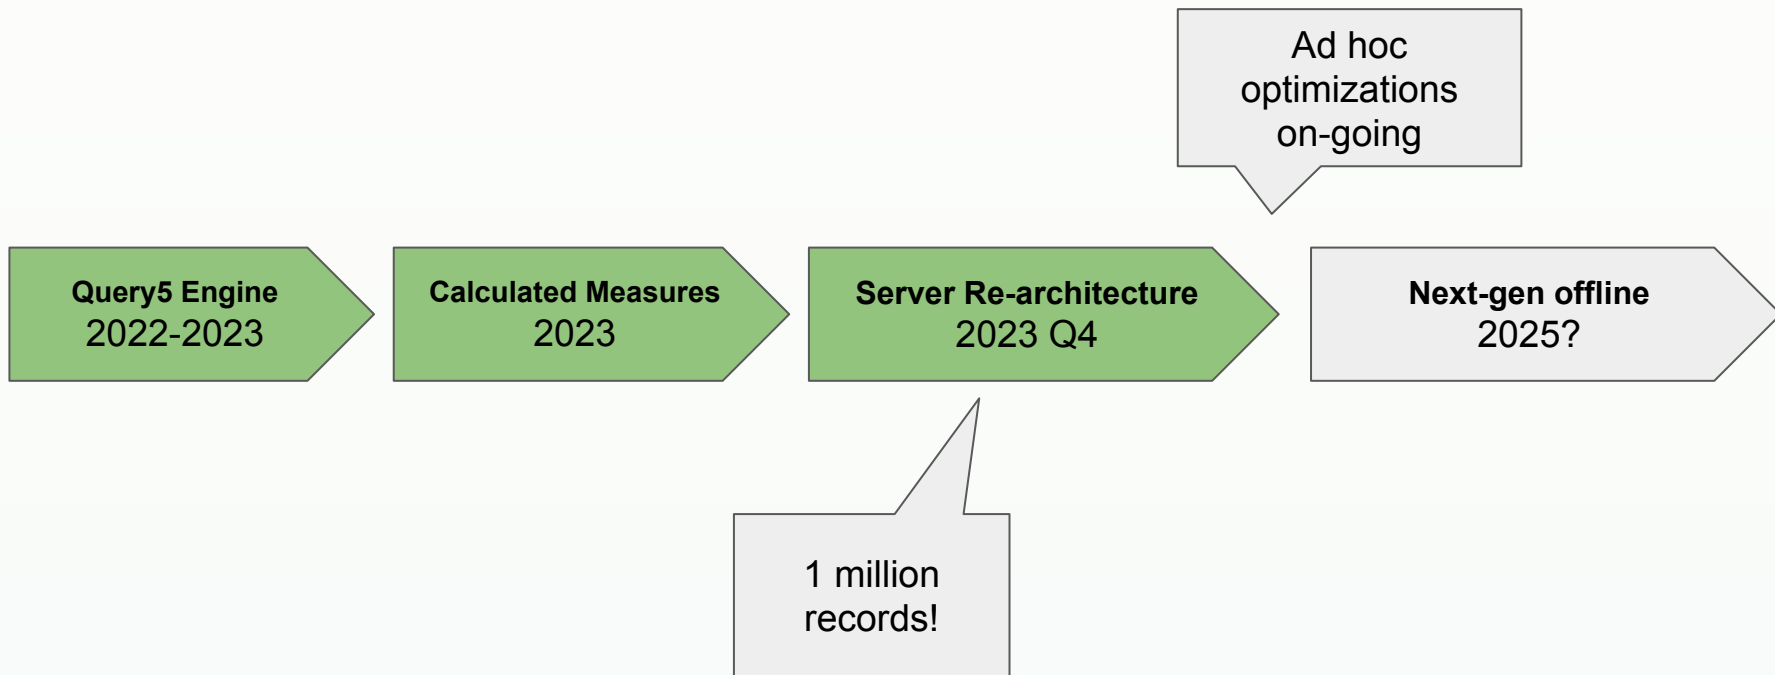 Ad hoc
optimizations
on-going
Query5 Engine
2022-2023
Calculated Measures
2023
Server Re-architecture
2023 Q4
Next-gen offline
2025?
1 million
records!